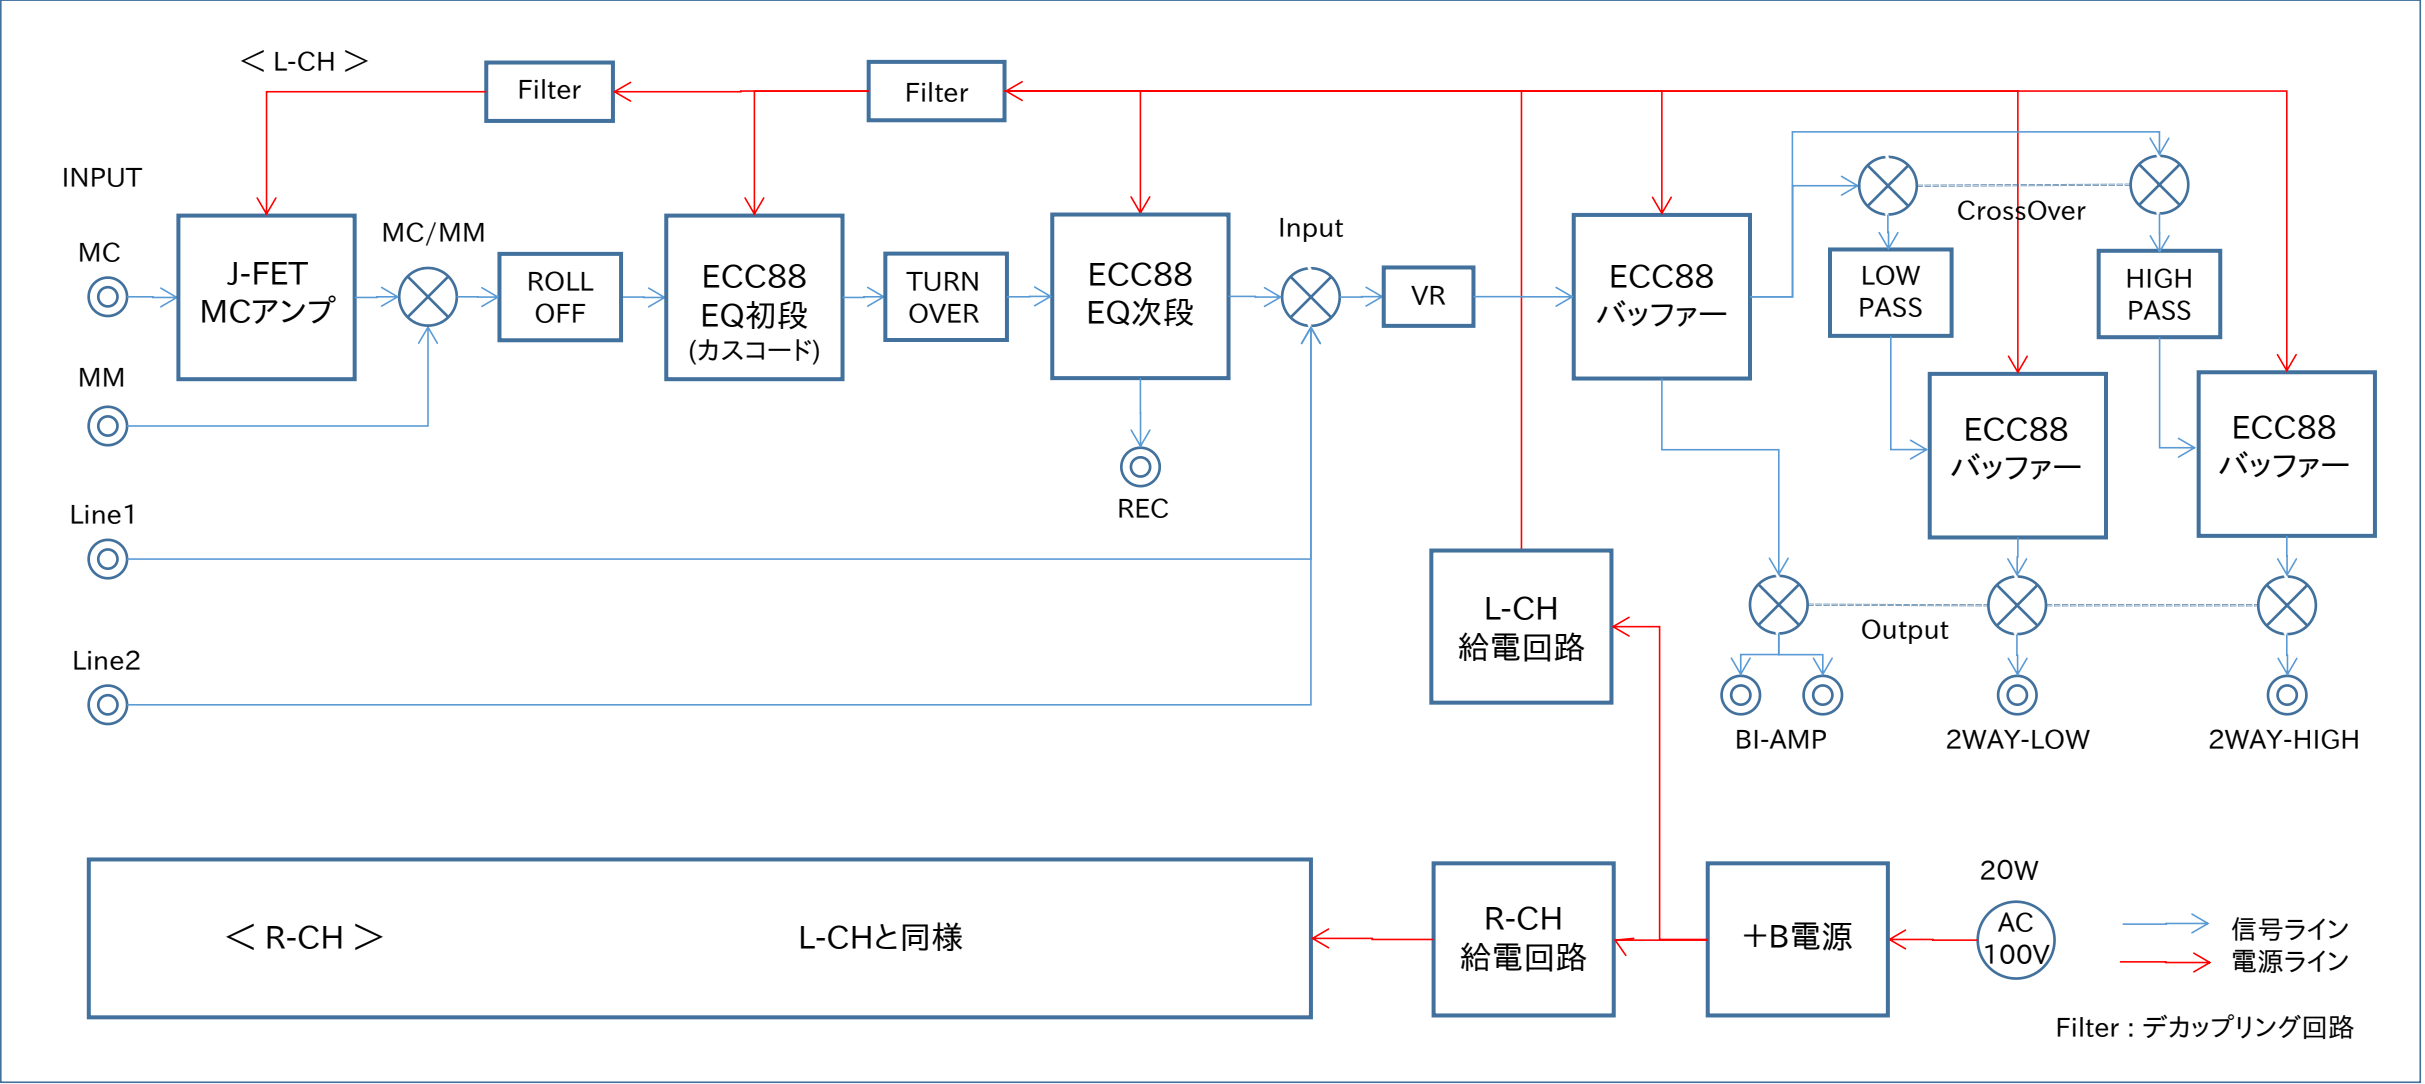 < L-CH >
Filter
Filter
INPUT
MC
J-FET
MCアンプ
MC/MM
ROLL
OFF
ECC88
EQ初段
(カスコード)
TURN
OVER
ECC88
EQ次段
Input
VR
ECC88
バッファー
CrossOver
LOW
PASS
HIGH
PASS
MM
ECC88
バッファー
ECC88
バッファー
REC
Line1
L-CH
給電回路
Output
Line2
BI-AMP
2WAY-LOW
2WAY-HIGH
< R-CH >
L-CHと同様
R-CH
給電回路
+B電源
20W
AC
100V
信号ライン
電源ライン
Filter : デカップリング回路